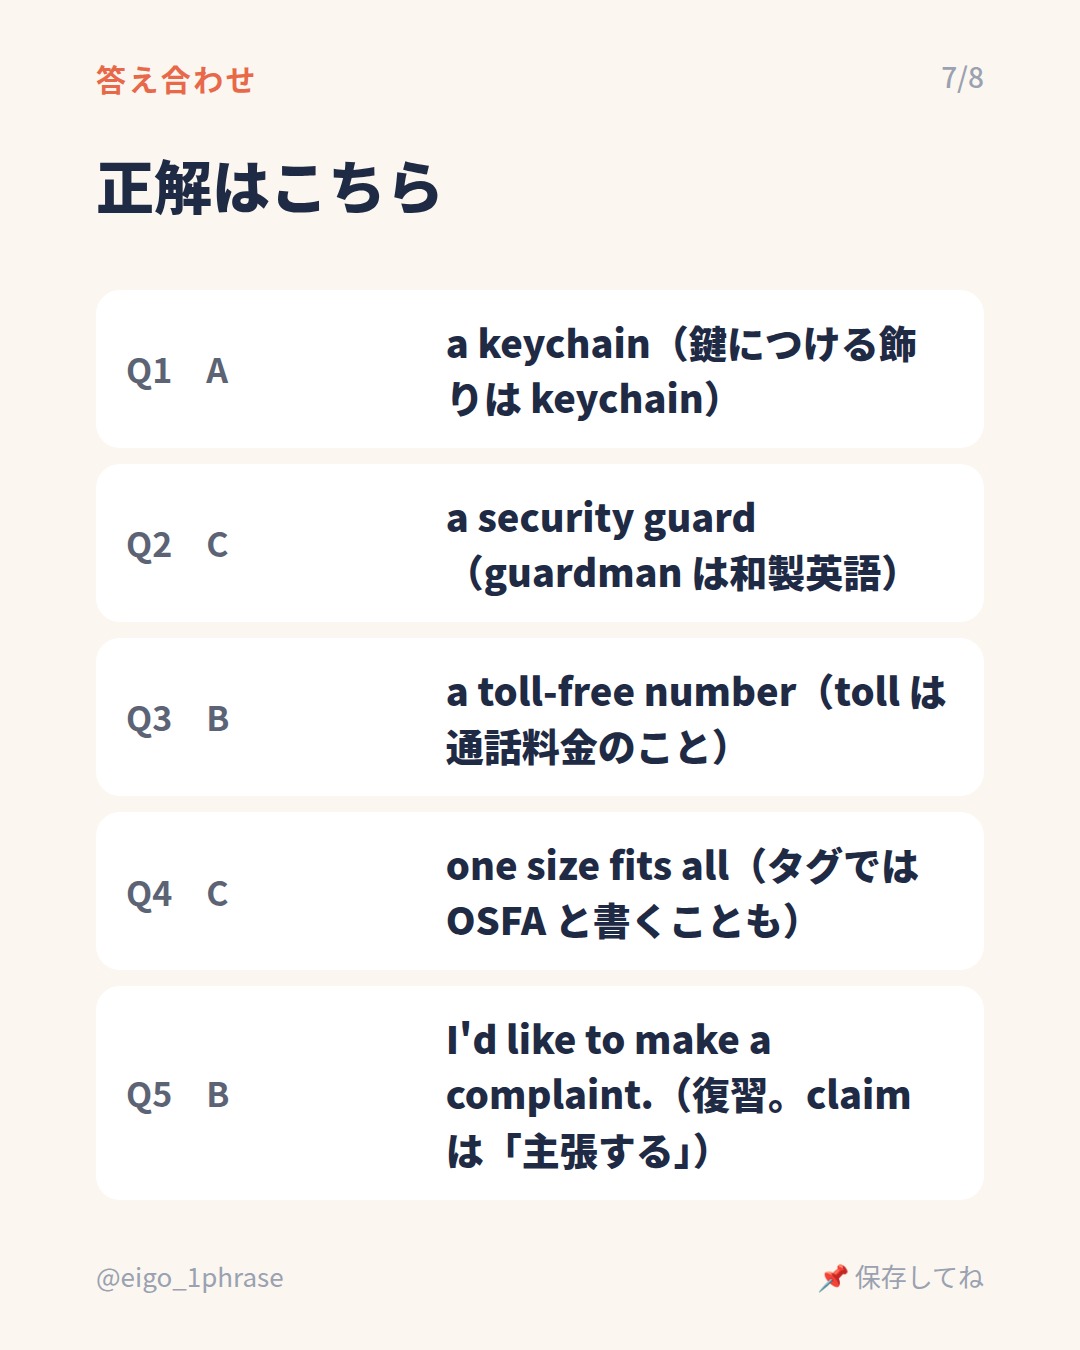 答え合わせ
7/8
正解はこちら
Q1 A
a keychain（鍵につける飾
りは keychain）
Q2 C
a security guard
（guardman は和製英語）
Q3 B
a toll-free number（toll は
通話料金のこと）
Q4 C
one size fits all（タグでは
OSFA と書くことも）
Q5 B
I'd like to make a
complaint.（復習。claim
は「主張する」）
@eigo_1phrase
📌 保存してね